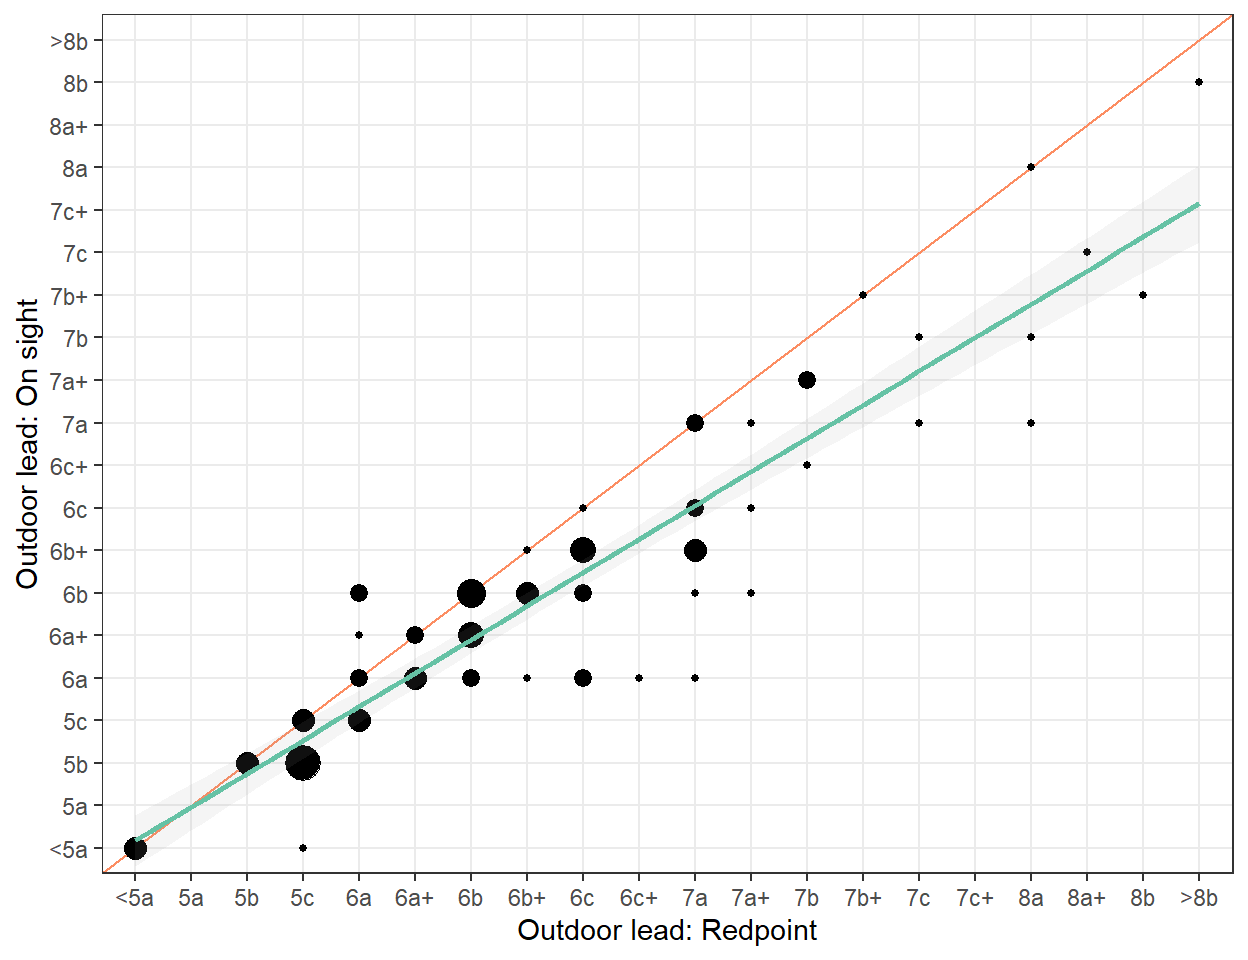 >8b
8b
8a+
8a
7c+
7c
7b+
7b
7a+
7a
6c+
6c
6b+
6b
6a+
6a
5c
5b
5a
<5a
Outdoor lead: On sight
<5a 5a 5b 5c 6a 6a+ 6b 6b+ 6c 6c+ 7a 7a+ 7b 7b+ 7c 7c+ 8a 8a+ 8b >8b
Outdoor lead: Redpoint